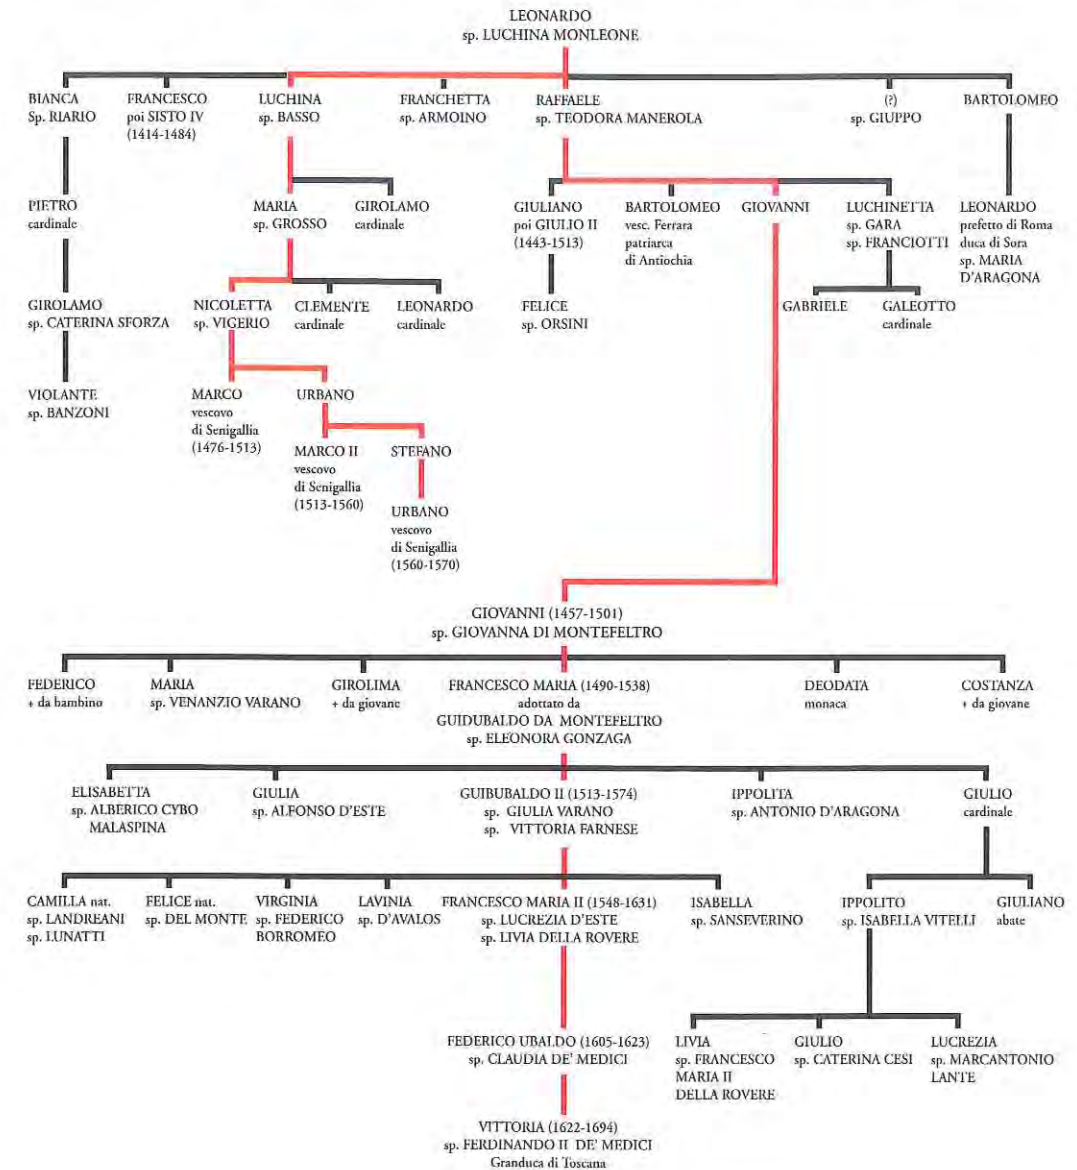 LEONARDO
sp. LUCHINA MONLEONE
BIANCA
Sp. RIARIO
FRANCESCO
poi SISTO IV
(1414-1484)
LUCHINA
sp. BASSO
FRANCHETTA
sp. ARMOINO
RAFFAELE
sp. TEODORA MANEROLA
(?)
sp. GIUPPO
BARTOLOMEO
PIETRO
cardinale
MARIA
sp. GROSSO
GIROLAMO
cardinale
GIULIANO
poi GIULIO II
(1443-1513)
BARTOLOMEO
vesc. Ferrara
patriarca
di Antiochia
GIOVANNI
LUCHINETTA
sp. GARA
sp. FRANCIOTTI
LEONARDO
prefetto di Roma
duca di Sora
sp. MARIA
D'ARAGONA
GIROLAMO
sp. CATERINA SFORZA
NICOLETTA
sp. VIGERIO
CLEMENTE
cardinale
LEONARDO
cardinale
FELICE
sp. ORSINI
GABRIELE
GALEOTTO
cardinale
VIOLANTE
sp. BANZONI
MARCO
vescovo
di Senigallia
(1476-1513)
URBANO
MARCO II
vescovo
di Senigallia
(1513-1560)
STEFANO
URBANO
vescovo
di Senigallia
(1560-1570)
GIOVANNI (1457-1501)
sp. GIOVANNA DI MONTEFELTRO
FEDERICO
+ da bambino
MARIA
sp. VENANZIO VARANO
GIROLIMA
+ da giovane
FRANCESCO MARIA (1490-1538)
adottato da
GUIDUBALDO DA MONTEFELTRO
sp. ELEONORA GONZAGA
DEODATA
monaca
COSTANZA
+ da giovane
ELISABETTA
sp. ALBERICO CYBO
MALASPINA
GIULIA
sp. ALFONSO D'ESTE
GUIBUBALDO II (1513-1574)
sp. GIULIA VARANO
sp. VITTORIA FARNESE
IPPOLITA
sp. ANTONIO D'ARAGONA
GIULIO
cardinale
CAMILLA nat.
sp. LANDREANI
sp. LUNATTI
FELICE nat.
sp. DEL MONTE
VIRGINIA
sp. FEDERICO
BORROMEO
LAVINIA
sp. D'AVALOS
FRANCESCO MARIA II (1548-1631)
sp. LUCREZIA D'ESTE
sp. LIVIA DELLA ROVERE
ISABELLA
sp. SANSEVERINO
IPPOLITO
sp. ISABELLA VITELLI
GIULIANO
abate
FEDERICO UBALDO (1605-1623)
sp. CLAUDIA DE' MEDICI
LIVIA
sp. FRANCESCO
MARIA II
DELLA ROVERE
GIULIO
sp. CATERINA CESI
LUCREZIA
sp. MARCANTONIO
LANTE
VITTORIA (1622-1694)
sp. FERDINANDO II DE' MEDICI
Granduca di Toscana